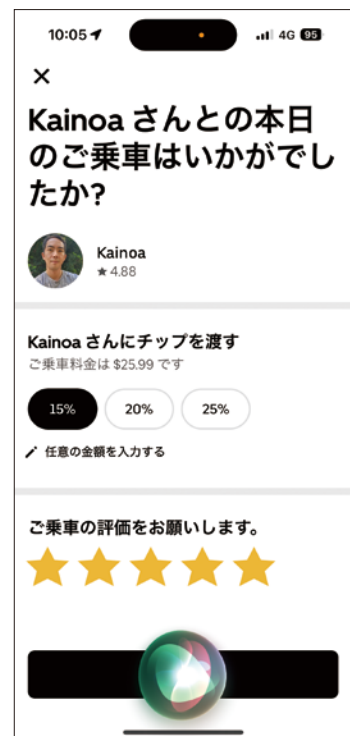 10:05
4G 95
×
Kainoa さんとの本日
のご乗車はいかがでし
たか?
Kainoa
★ 4.88
Kainoa さんにチップを渡す
ご乗車料金は $25.99 です
15% 20% 25%
任意の金額を入力する
ご乗車の評価をお願いします。